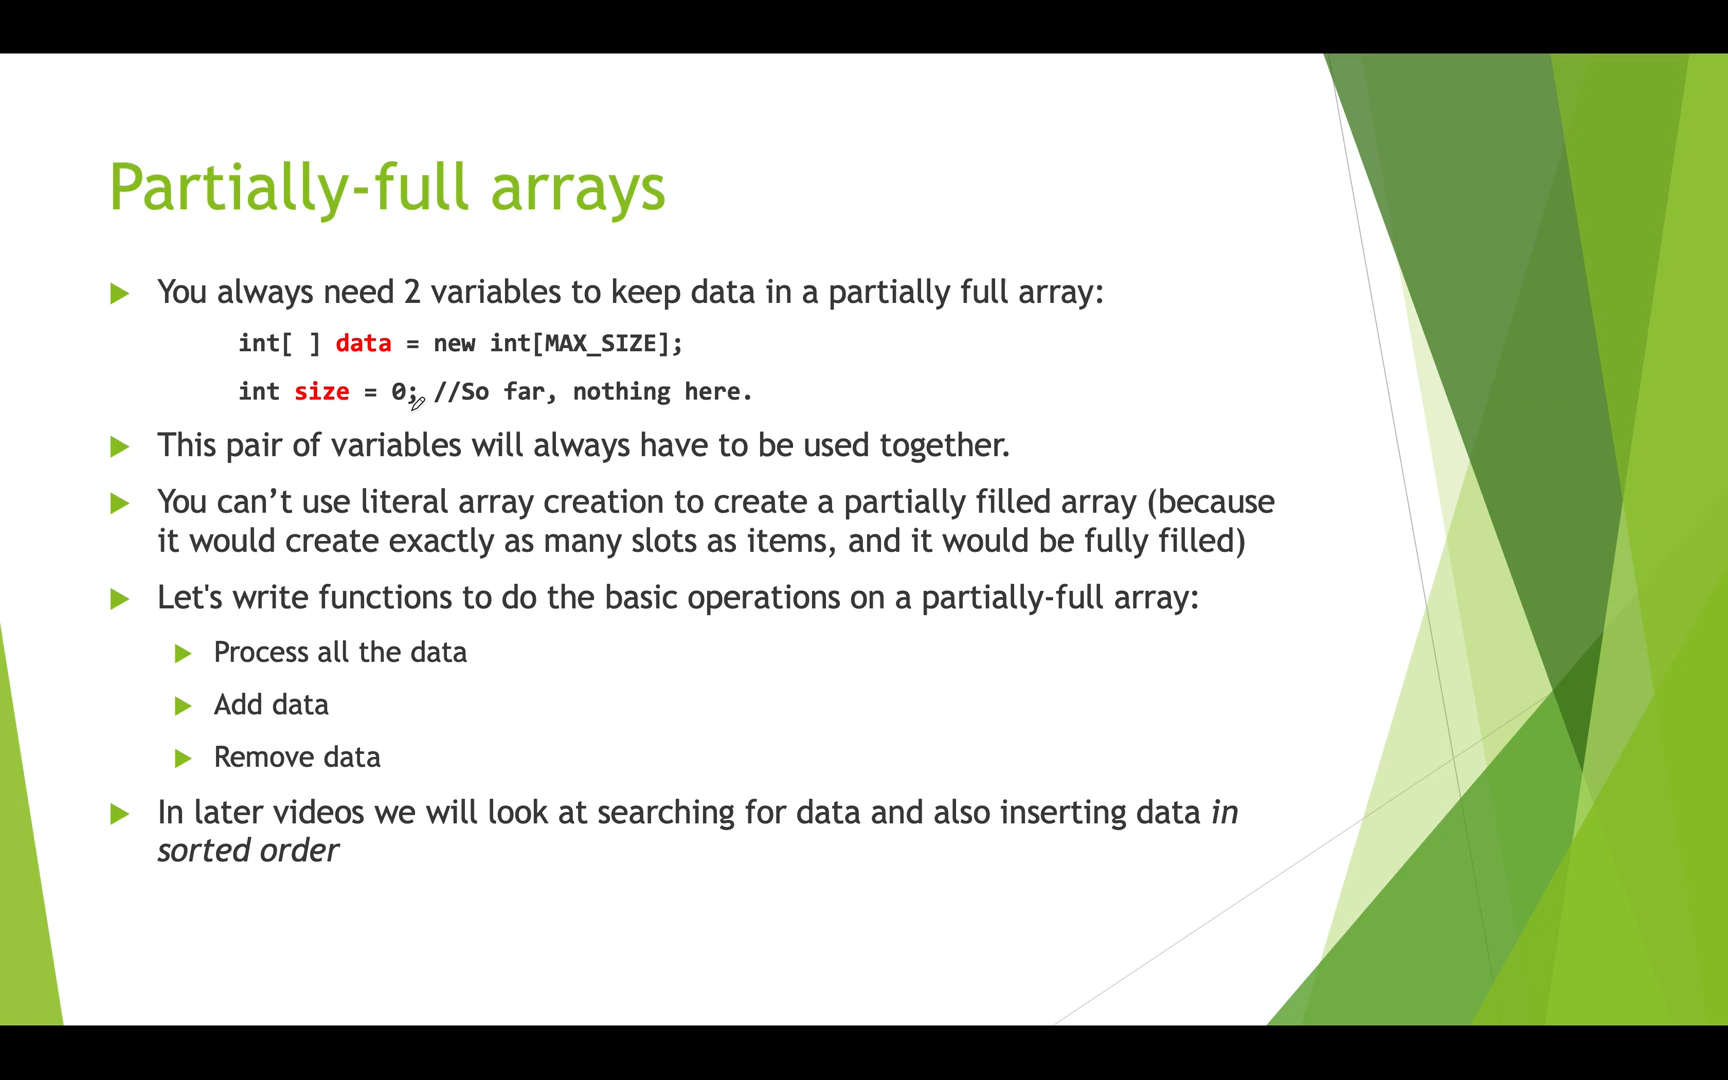 Partially-full arrays
You always need 2 variables to keep data in a partially full array:
int[ ] data = new int[MAX_SIZE];
int size = 0; //So far, nothing here.
This pair of variables will always have to be used together.
You can’t use literal array creation to create a partially filled array (because
it would create exactly as many slots as items, and it would be fully filled)
Let's write functions to do the basic operations on a partially-full array:
Process all the data
Add data
Remove data
In later videos we will look at searching for data and also inserting data in
sorted order